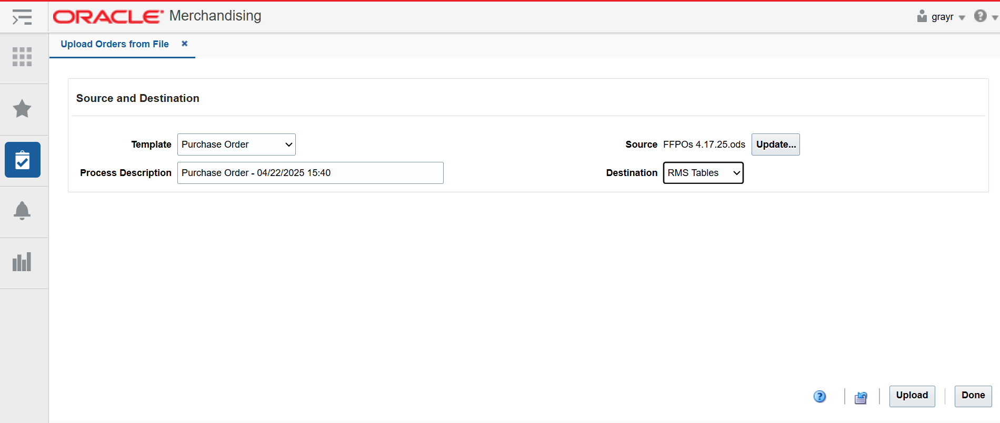 ORACLE Merchandising
grayr
Upload Orders from File
Source and Destination
Template Purchase Order
Source FFPOs 4.17.25.ods Update...
Process Description Purchase Order - 04/22/2025 15:40
Destination RMS Tables
Upload
Done